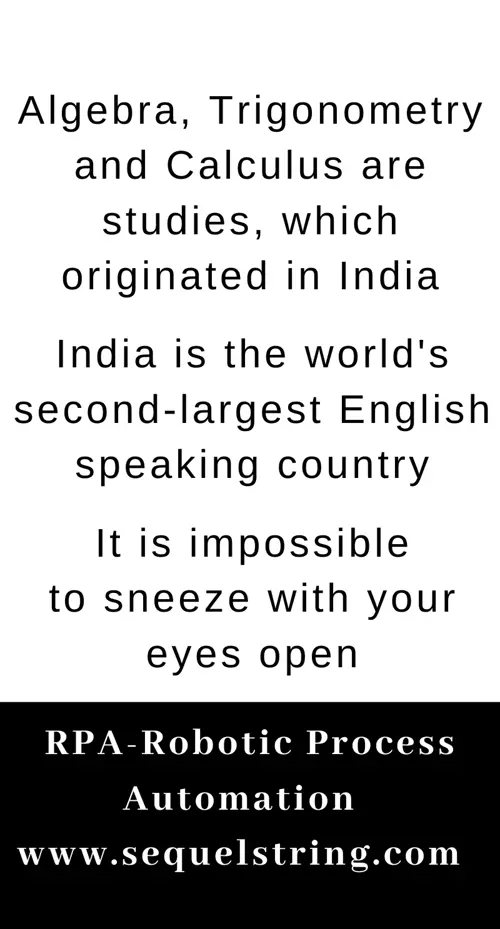 Algebra, Trigonometry
and Calculus are
studies, which
originated in India
India is the world's
second-largest English
speaking country
It is impossible
to sneeze with your
eyes open
RPA-Robotic Process
Automation
www.sequelstring.com